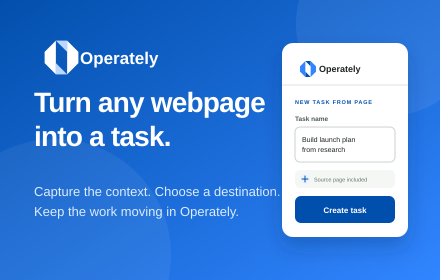 Operately
Turn any webpage
into a task.
Capture the context. Choose a destination.
Keep the work moving in Operately.
Operately
NEW TASK FROM PAGE
Task name
Build launch plan
from research
Source page included
Create task